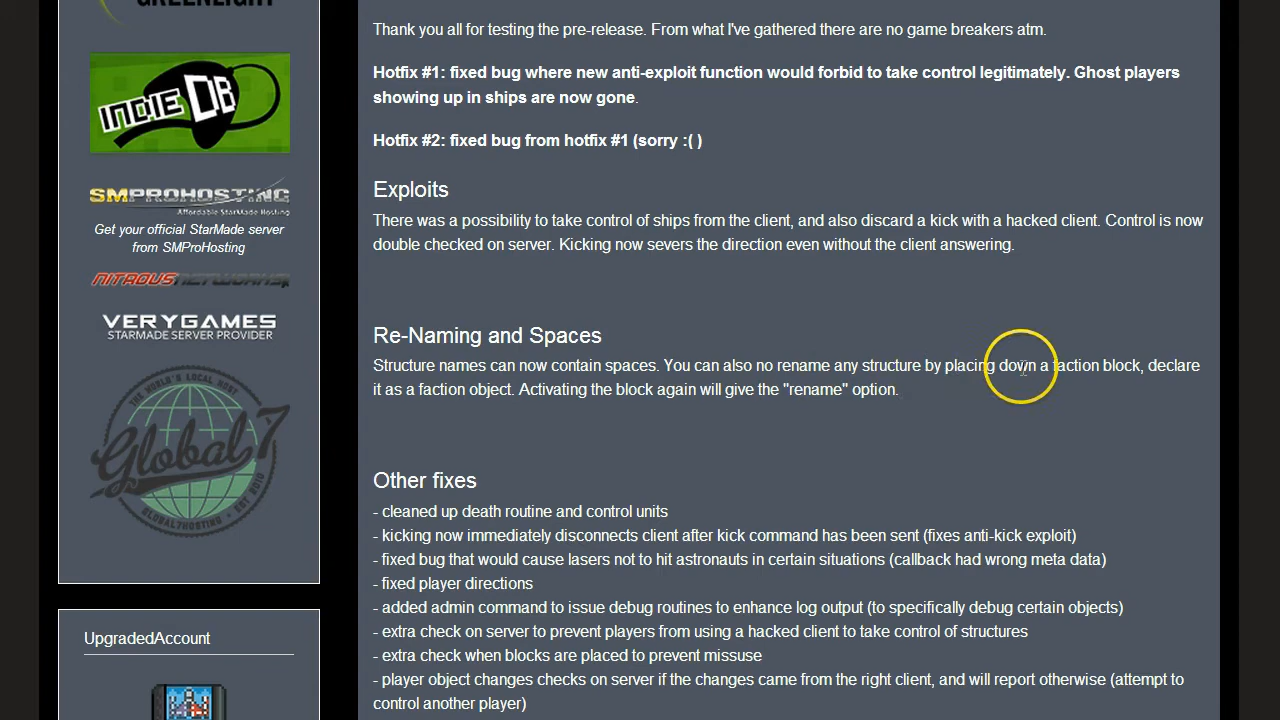 GREENLIGHT
INDIE DB
SMPROHOSTING
Affordable StarMade Hosting
Get your official StarMade server
from SMProHosting
NITROUSNETWORKS
VERYGAMES
STARMADE SERVER PROVIDER
THE WORLD'S LOCAL HOST
Global7
GLOBAL7HOSTING • EST 2010
UpgradedAccount
Thank you all for testing the pre-release. From what I've gathered there are no game breakers atm.
Hotfix #1: fixed bug where new anti-exploit function would forbid to take control legitimately. Ghost players
showing up in ships are now gone.
Hotfix #2: fixed bug from hotfix #1 (sorry :( )
Exploits
There was a possibility to take control of ships from the client, and also discard a kick with a hacked client. Control is now
double checked on server. Kicking now severs the direction even without the client answering.
Re-Naming and Spaces
Structure names can now contain spaces. You can also no rename any structure by placing down a faction block, declare
it as a faction object. Activating the block again will give the "rename" option.
Other fixes
- cleaned up death routine and control units
- kicking now immediately disconnects client after kick command has been sent (fixes anti-kick exploit)
- fixed bug that would cause lasers not to hit astronauts in certain situations (callback had wrong meta data)
- fixed player directions
- added admin command to issue debug routines to enhance log output (to specifically debug certain objects)
- extra check on server to prevent players from using a hacked client to take control of structures
- extra check when blocks are placed to prevent missuse
- player object changes checks on server if the changes came from the right client, and will report otherwise (attempt to
control another player)